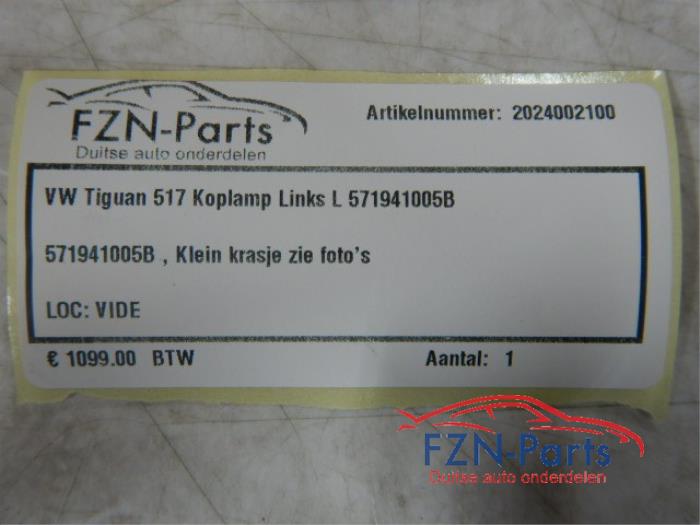 FZN-Parts
Duitse auto onderdelen
Artikelnummer: 2024002100
VW Tiguan 517 Koplamp Links L 571941005B
571941005B , Klein krasje zie foto's
LOC: VIDE
€ 1099.00 BTW
Aantal: 1
FZN-Parts
Duitse auto onderdelen